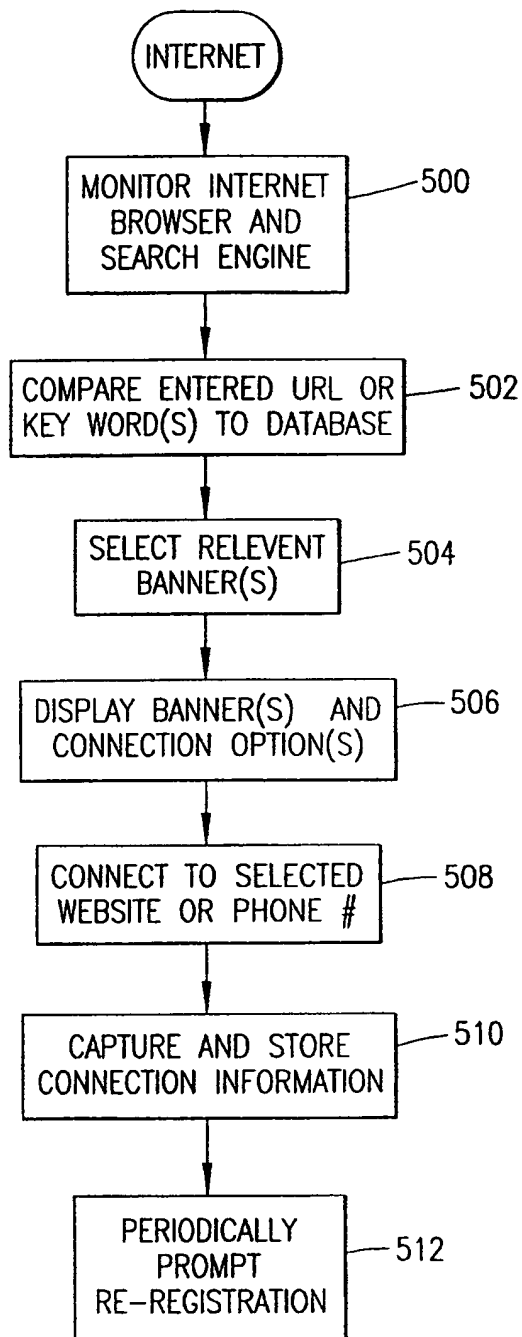 INTERNET
MONITOR INTERNET
BROWSER AND
SEARCH ENGINE
500
COMPARE ENTERED URL OR
KEY WORD(S) TO DATABASE
502
SELECT RELEVENT
BANNER(S)
504
DISPLAY BANNER(S) AND
CONNECTION OPTION(S)
506
CONNECT TO SELECTED
WEBSITE OR PHONE #
508
CAPTURE AND STORE
CONNECTION INFORMATION
510
PERIODICALLY
PROMPT
RE-REGISTRATION
512